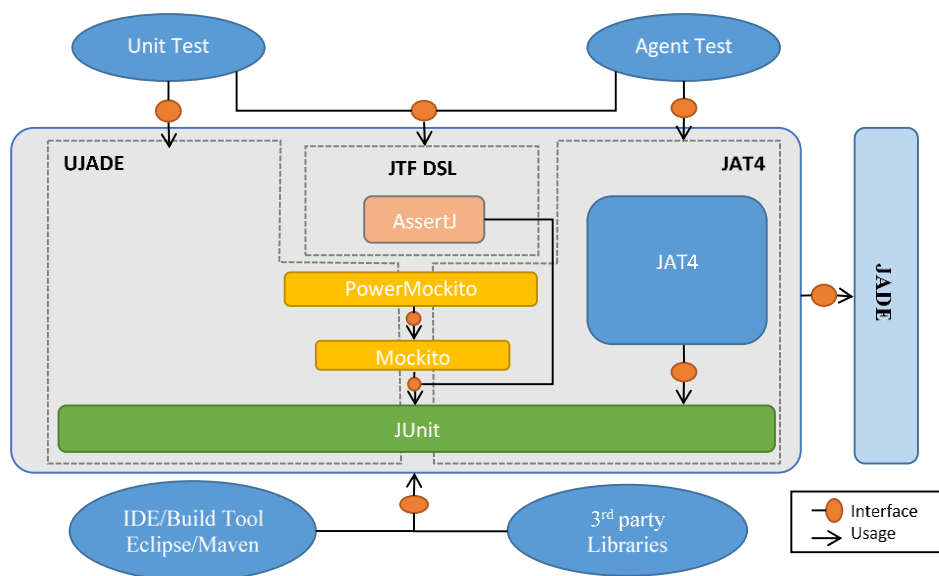 Unit Test
Agent Test
UJADE
JTF DSL
JAT4
AssertJ
JAT4
PowerMockito
Mockito
JUnit
JADE
IDE/Build Tool
Eclipse/Maven
3rd party
Libraries
Interface
Usage